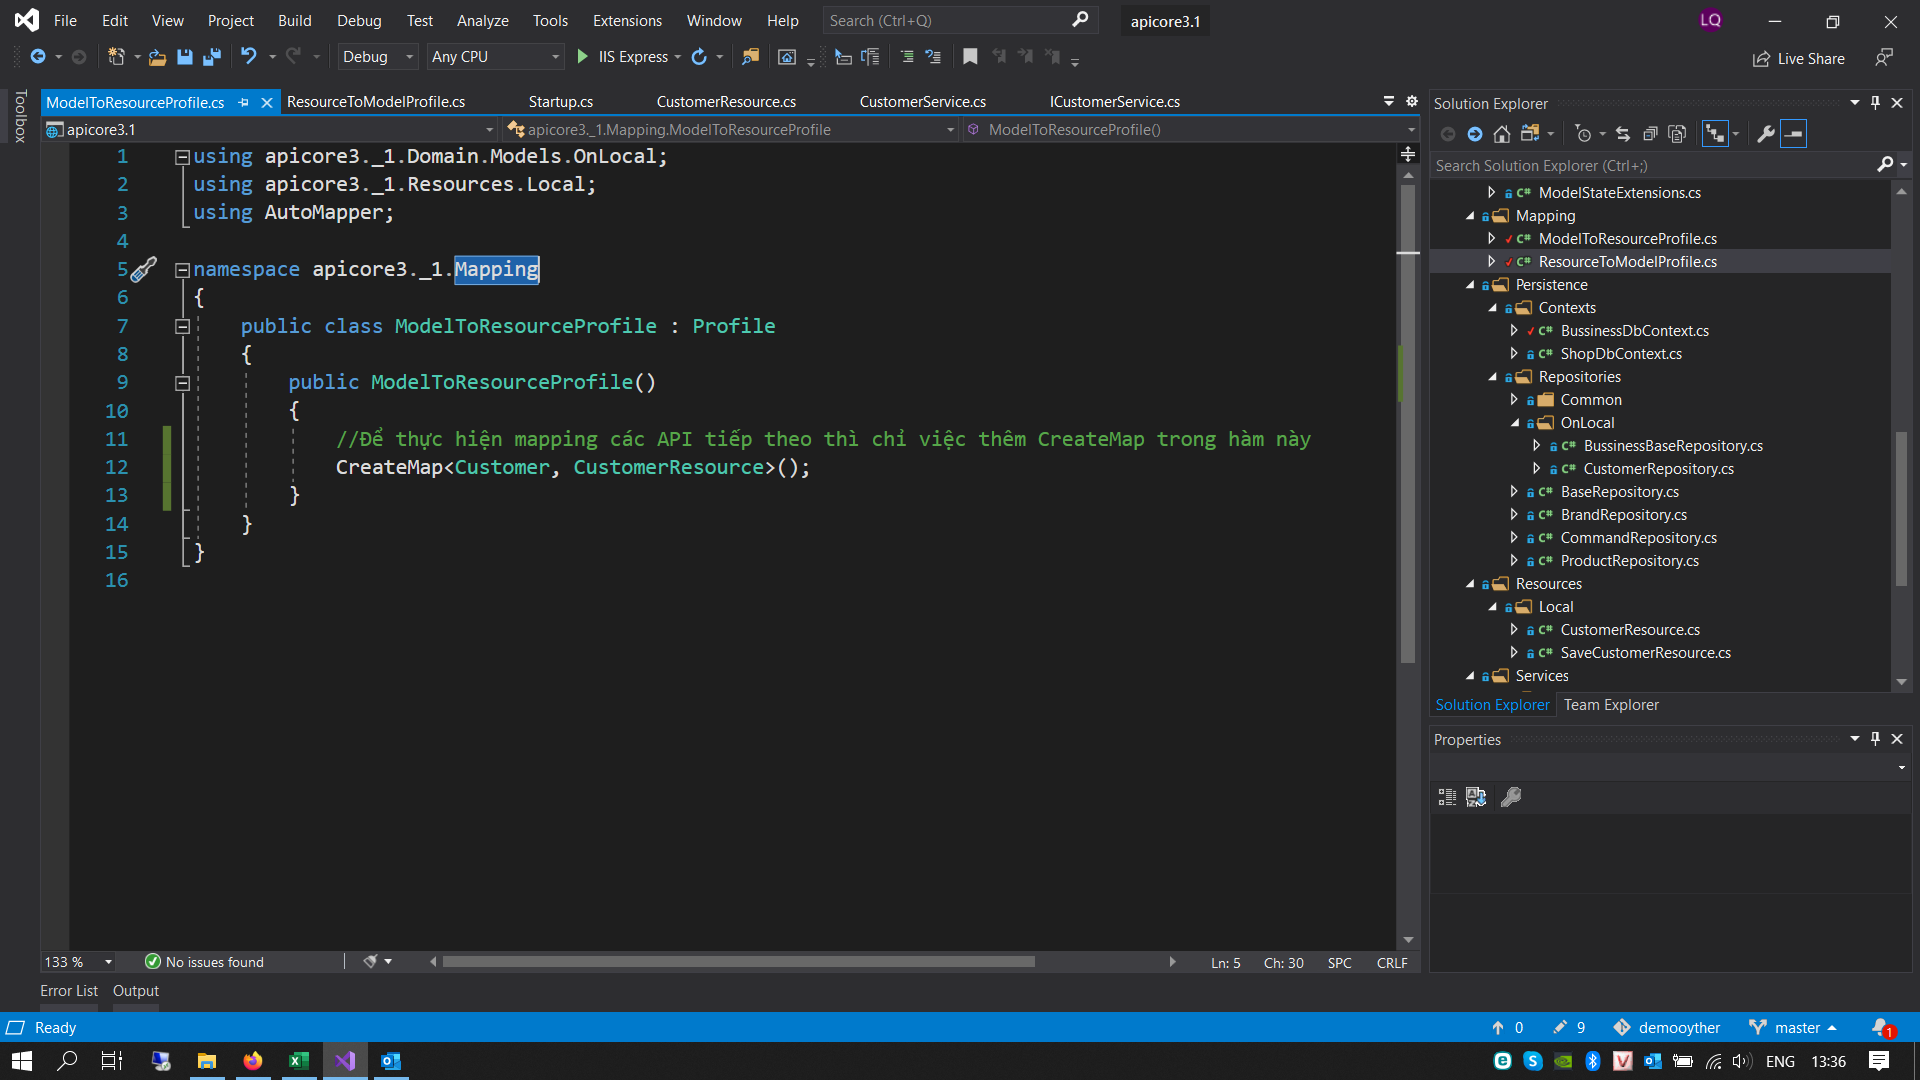 File Edit View Project Build Debug Test Analyze Tools Extensions Window Help Search (Ctrl+Q) apicore3.1 LQ
Debug Any CPU IIS Express Live Share
Toolbox
ModelToResourceProfile.cs ResourceToModelProfile.cs Startup.cs CustomerResource.cs CustomerService.cs ICustomerService.cs
apicore3.1 apicore3._1.Mapping.ModelToResourceProfile ModelToResourceProfile()
1 using apicore3._1.Domain.Models.OnLocal;
2 using apicore3._1.Resources.Local;
3 using AutoMapper;
4
5 namespace apicore3._1.Mapping
6 {
7 public class ModelToResourceProfile : Profile
8 {
9 public ModelToResourceProfile()
10 {
11 //Để thực hiện mapping các API tiếp theo thì chỉ việc thêm CreateMap trong hàm này
12 CreateMap<Customer, CustomerResource>();
13 }
14 }
15 }
16
133 % No issues found Ln: 5 Ch: 30 SPC CRLF
Error List Output
Solution Explorer
Search Solution Explorer (Ctrl+;)
C# ModelStateExtensions.cs
Mapping
C# ModelToResourceProfile.cs
C# ResourceToModelProfile.cs
Persistence
Contexts
C# BussinessDbContext.cs
C# ShopDbContext.cs
Repositories
Common
OnLocal
C# BussinessBaseRepository.cs
C# CustomerRepository.cs
C# BaseRepository.cs
C# BrandRepository.cs
C# CommandRepository.cs
C# ProductRepository.cs
Resources
Local
C# CustomerResource.cs
C# SaveCustomerResource.cs
Services
Solution Explorer Team Explorer
Properties
Ready 0 9 demooyther master 1
ENG 13:36